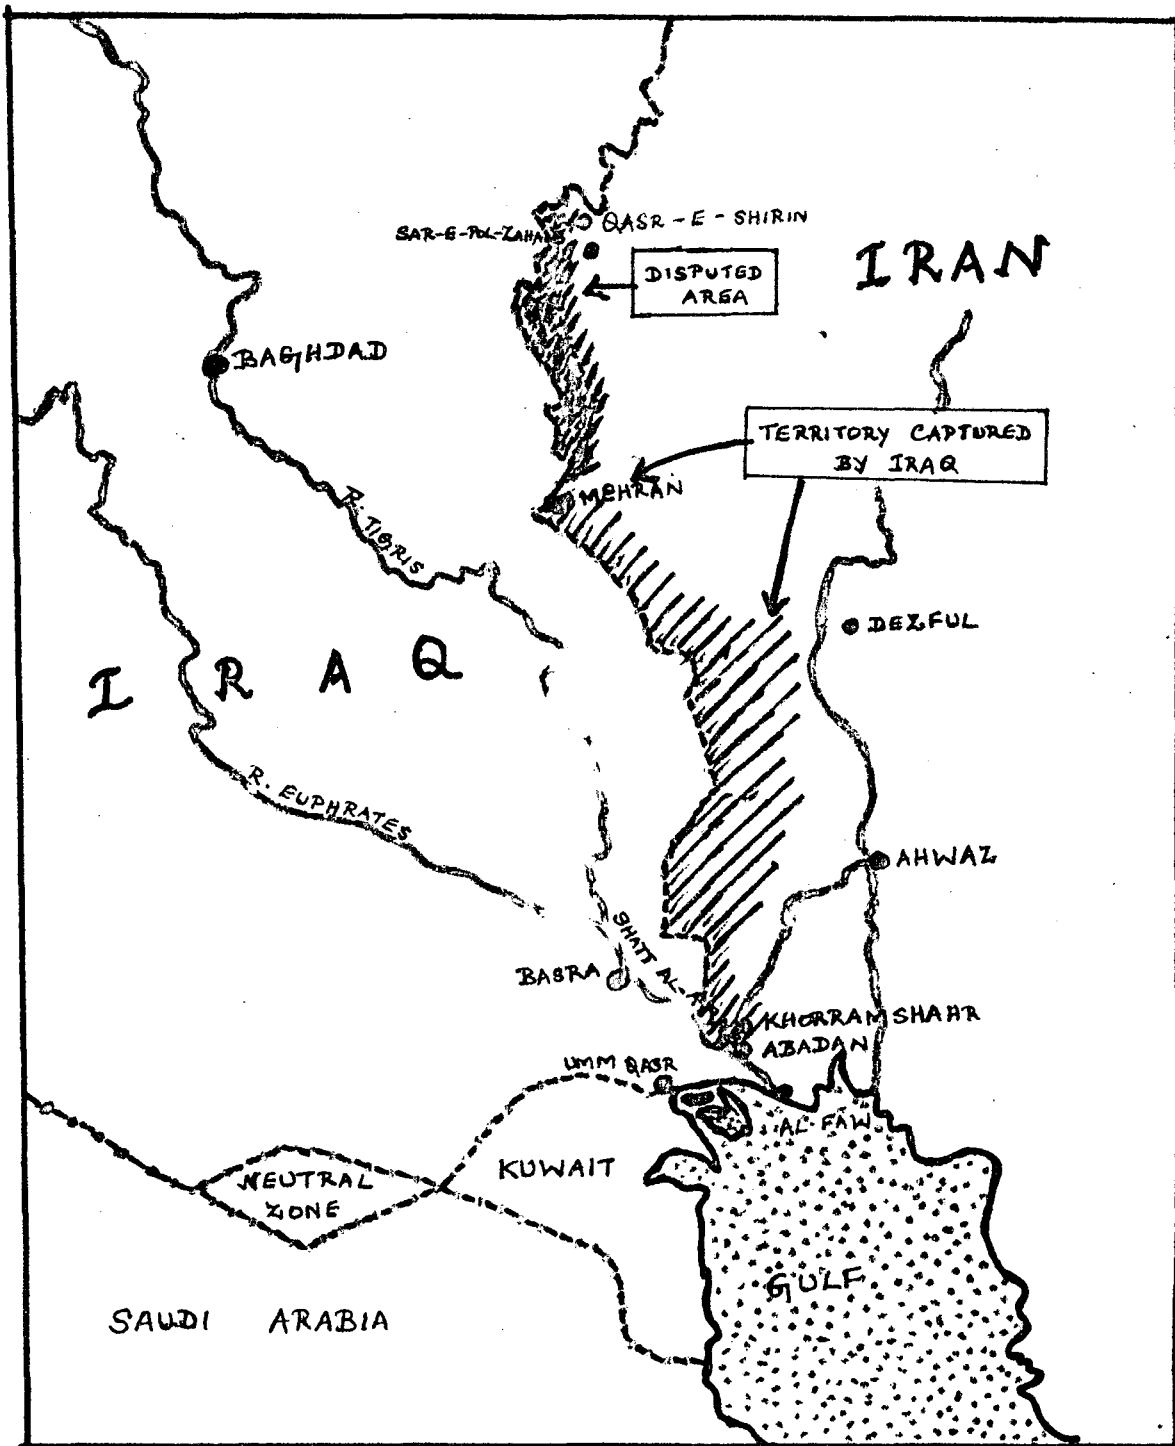 QASR-E-SHIRIN
SAR-E-POL-ZAHAB
IRAN
DISPUTED
AREA
BAGHDAD
TERRITORY CAPTURED
BY IRAQ
MEHRAN
R. TIGRIS
DEZFUL
IRAQ
R. EUPHRATES
AHWAZ
SHATT AL-A
BASRA
KHORRAMSHAHR
ABADAN
UMM QASR
AL-FAW
KUWAIT
NEUTRAL
ZONE
GULF
SAUDI ARABIA